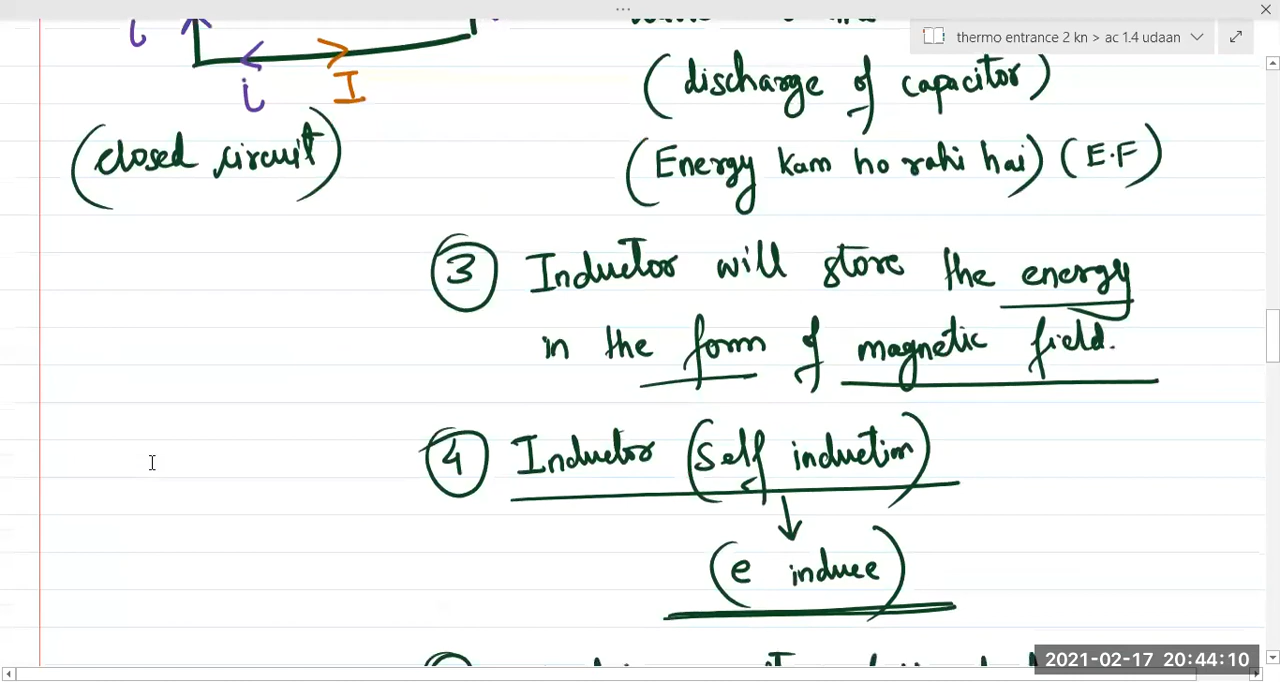 thermo entrance 2 kn > ac 1.4 udaan
i
i I
(closed circuit)
(discharge of capacitor)
(Energy kam ho rahi hai) (E.F)
3 Inductor will store the energy
in the form of magnetic field.
4 Inductor (self induction)
(e induce)
2021-02-17 20:44:10